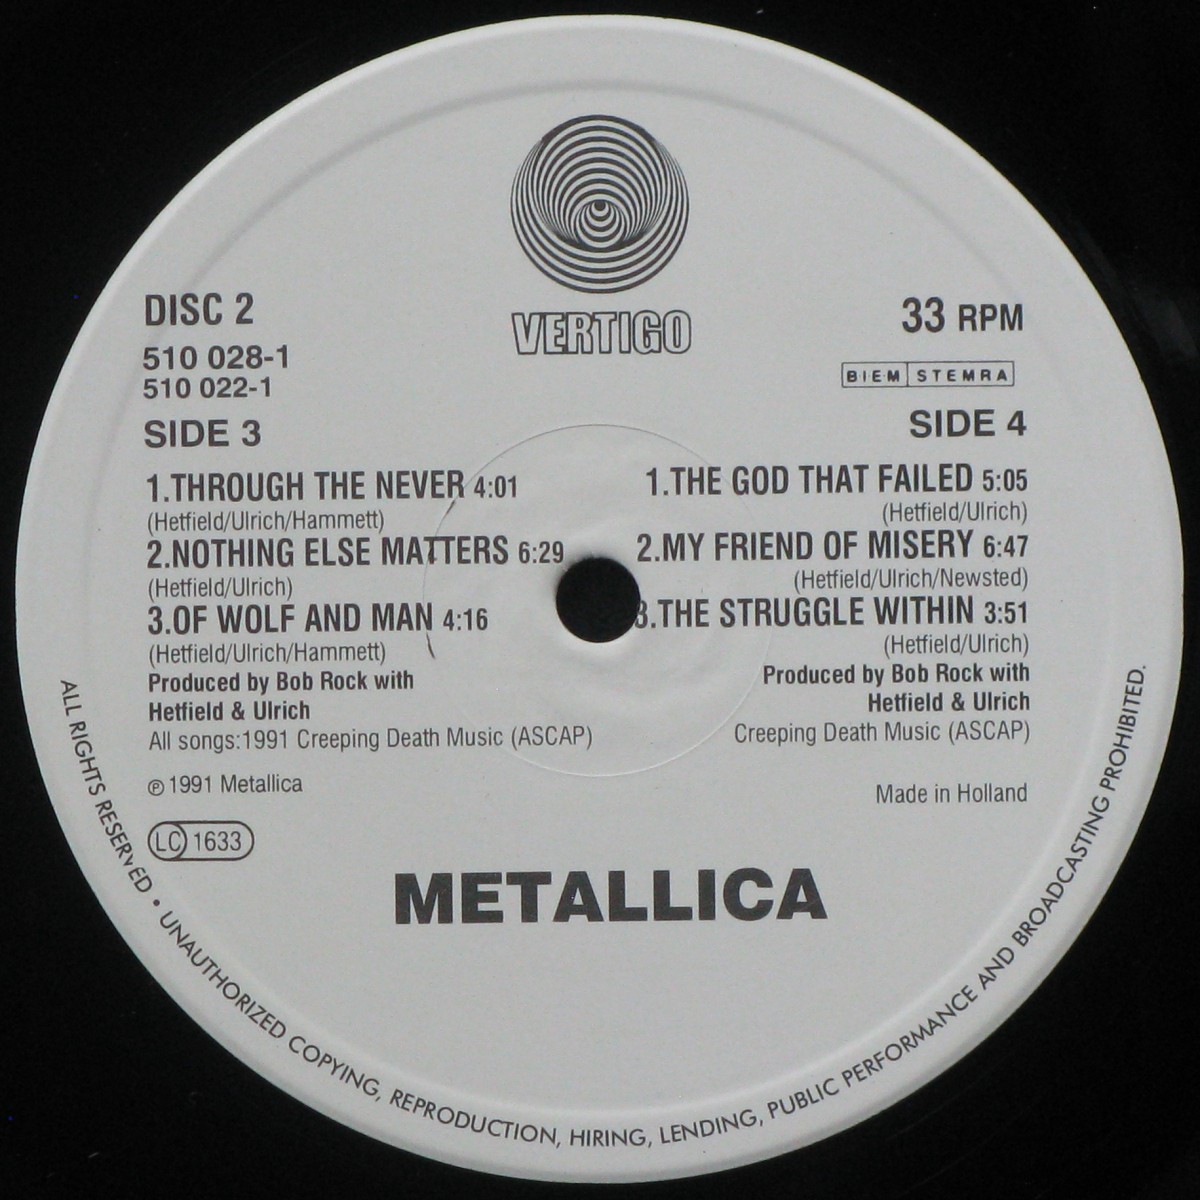 VERTIGO
DISC 2
510 028-1
510 022-1
SIDE 3
1.THROUGH THE NEVER 4:01
(Hetfield/Ulrich/Hammett)
2.NOTHING ELSE MATTERS 6:29
(Hetfield/Ulrich)
3.OF WOLF AND MAN 4:16
(Hetfield/Ulrich/Hammett)
Produced by Bob Rock with
Hetfield & Ulrich
All songs:1991 Creeping Death Music (ASCAP)
℗ 1991 Metallica
LC 1633
33 RPM
BIEM STEMRA
SIDE 4
1.THE GOD THAT FAILED 5:05
(Hetfield/Ulrich)
2.MY FRIEND OF MISERY 6:47
(Hetfield/Ulrich/Newsted)
3.THE STRUGGLE WITHIN 3:51
(Hetfield/Ulrich)
Produced by Bob Rock with
Hetfield & Ulrich
Creeping Death Music (ASCAP)
Made in Holland
METALLICA
ALL RIGHTS RESERVED • UNAUTHORIZED COPYING, REPRODUCTION, HIRING, LENDING, PUBLIC PERFORMANCE AND BROADCASTING PROHIBITED.